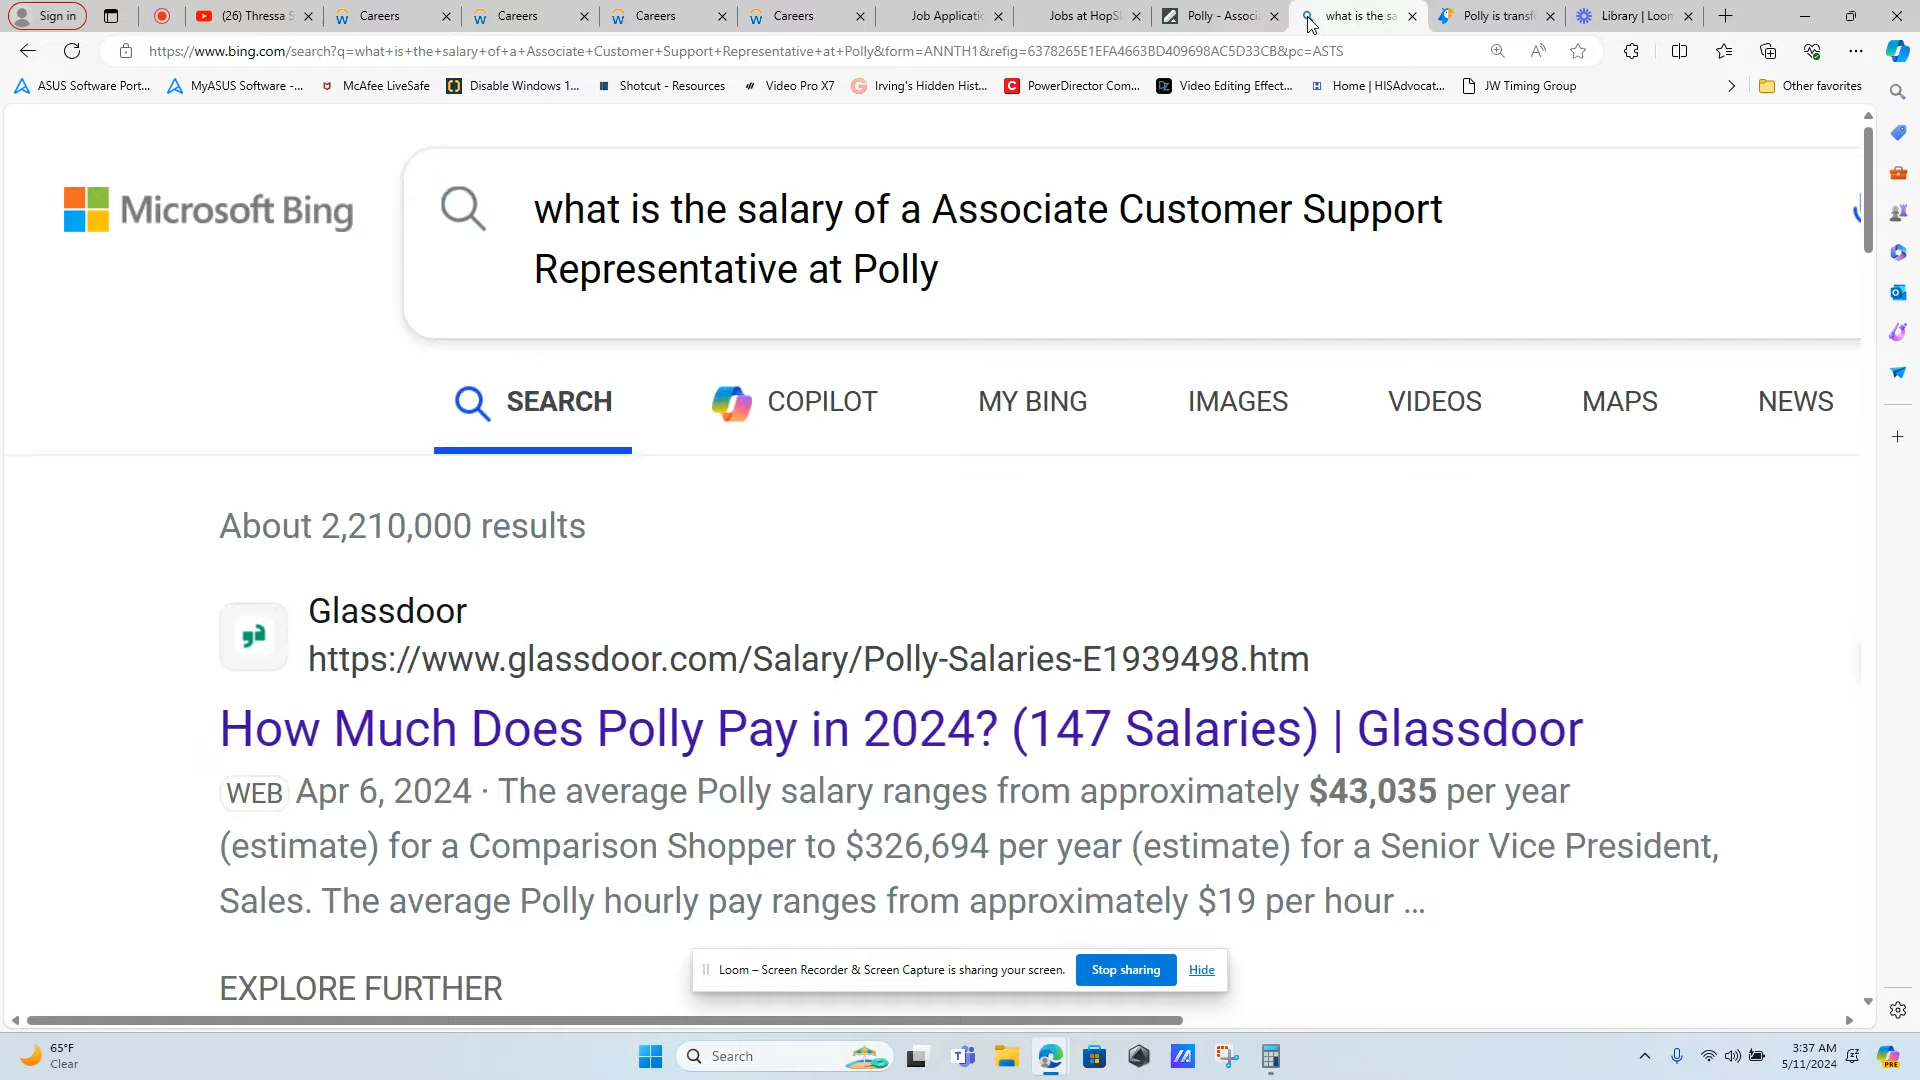 Sign in
(26) Thressa S
Careers
Careers
Careers
Careers
Job Applicatio
Jobs at HopSk
Polly - Associa
what is the sa
Polly is transfo
Library | Loom
https://www.bing.com/search?q=what+is+the+salary+of+a+Associate+Customer+Support+Representative+at+Polly&form=ANNTH1&refig=6378265E1EFA4663BD409698AC5D33CB&pc=ASTS
ASUS Software Port...
MyASUS Software -...
McAfee LiveSafe
Disable Windows 1...
Shotcut - Resources
Video Pro X7
Irving's Hidden Hist...
PowerDirector Com...
Video Editing Effect...
Home | HISAdvocat...
JW Timing Group
Other favorites
Microsoft Bing
what is the salary of a Associate Customer Support
Representative at Polly
SEARCH
COPILOT
MY BING
IMAGES
VIDEOS
MAPS
NEWS
About 2,210,000 results
Glassdoor
https://www.glassdoor.com/Salary/Polly-Salaries-E1939498.htm
How Much Does Polly Pay in 2024? (147 Salaries) | Glassdoor
WEB Apr 6, 2024 · The average Polly salary ranges from approximately $43,035 per year
(estimate) for a Comparison Shopper to $326,694 per year (estimate) for a Senior Vice President,
Sales. The average Polly hourly pay ranges from approximately $19 per hour ...
EXPLORE FURTHER
Loom – Screen Recorder & Screen Capture is sharing your screen.
Stop sharing
Hide
65°F
Clear
Search
3:37 AM
5/11/2024